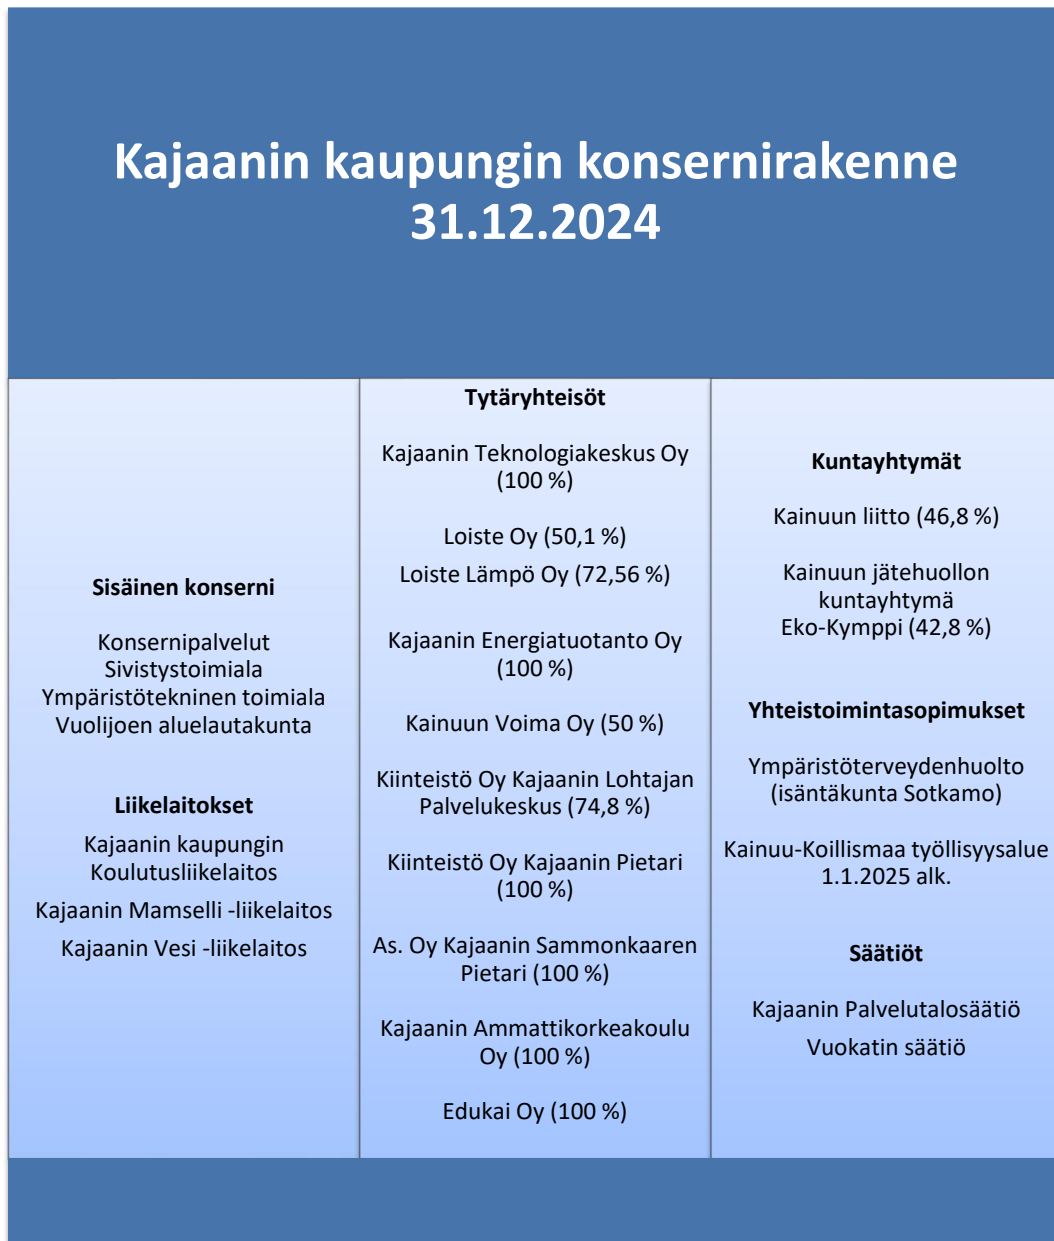 Kajaanin kaupungin konsernirakenne
31.12.2024
Sisäinen konserni
Konsernipalvelut
Sivistystoimiala
Ympäristötekninen toimiala
Vuolijoen aluelautakunta
Liikelaitokset
Kajaanin kaupungin
Koulutusliikelaitos
Kajaanin Mamselli -liikelaitos
Kajaanin Vesi -liikelaitos
Tytäryhteisöt
Kajaanin Teknologiakeskus Oy
(100 %)
Loiste Oy (50,1 %)
Loiste Lämpö Oy (72,56 %)
Kajaanin Energiatuotanto Oy
(100 %)
Kainuun Voima Oy (50 %)
Kiinteistö Oy Kajaanin Lohtajan
Palvelukeskus (74,8 %)
Kiinteistö Oy Kajaanin Pietari
(100 %)
As. Oy Kajaanin Sammonkaaren
Pietari (100 %)
Kajaanin Ammattikorkeakoulu
Oy (100 %)
Edukai Oy (100 %)
Kuntayhtymät
Kainuun liitto (46,8 %)
Kainuun jätehuollon
kuntayhtymä
Eko-Kymppi (42,8 %)
Yhteistoimintasopimukset
Ympäristöterveydenhuolto
(isäntäkunta Sotkamo)
Kainuu-Koillismaa työllisyysalue
1.1.2025 alk.
Säätiöt
Kajaanin Palvelutalosäätiö
Vuokatin säätiö